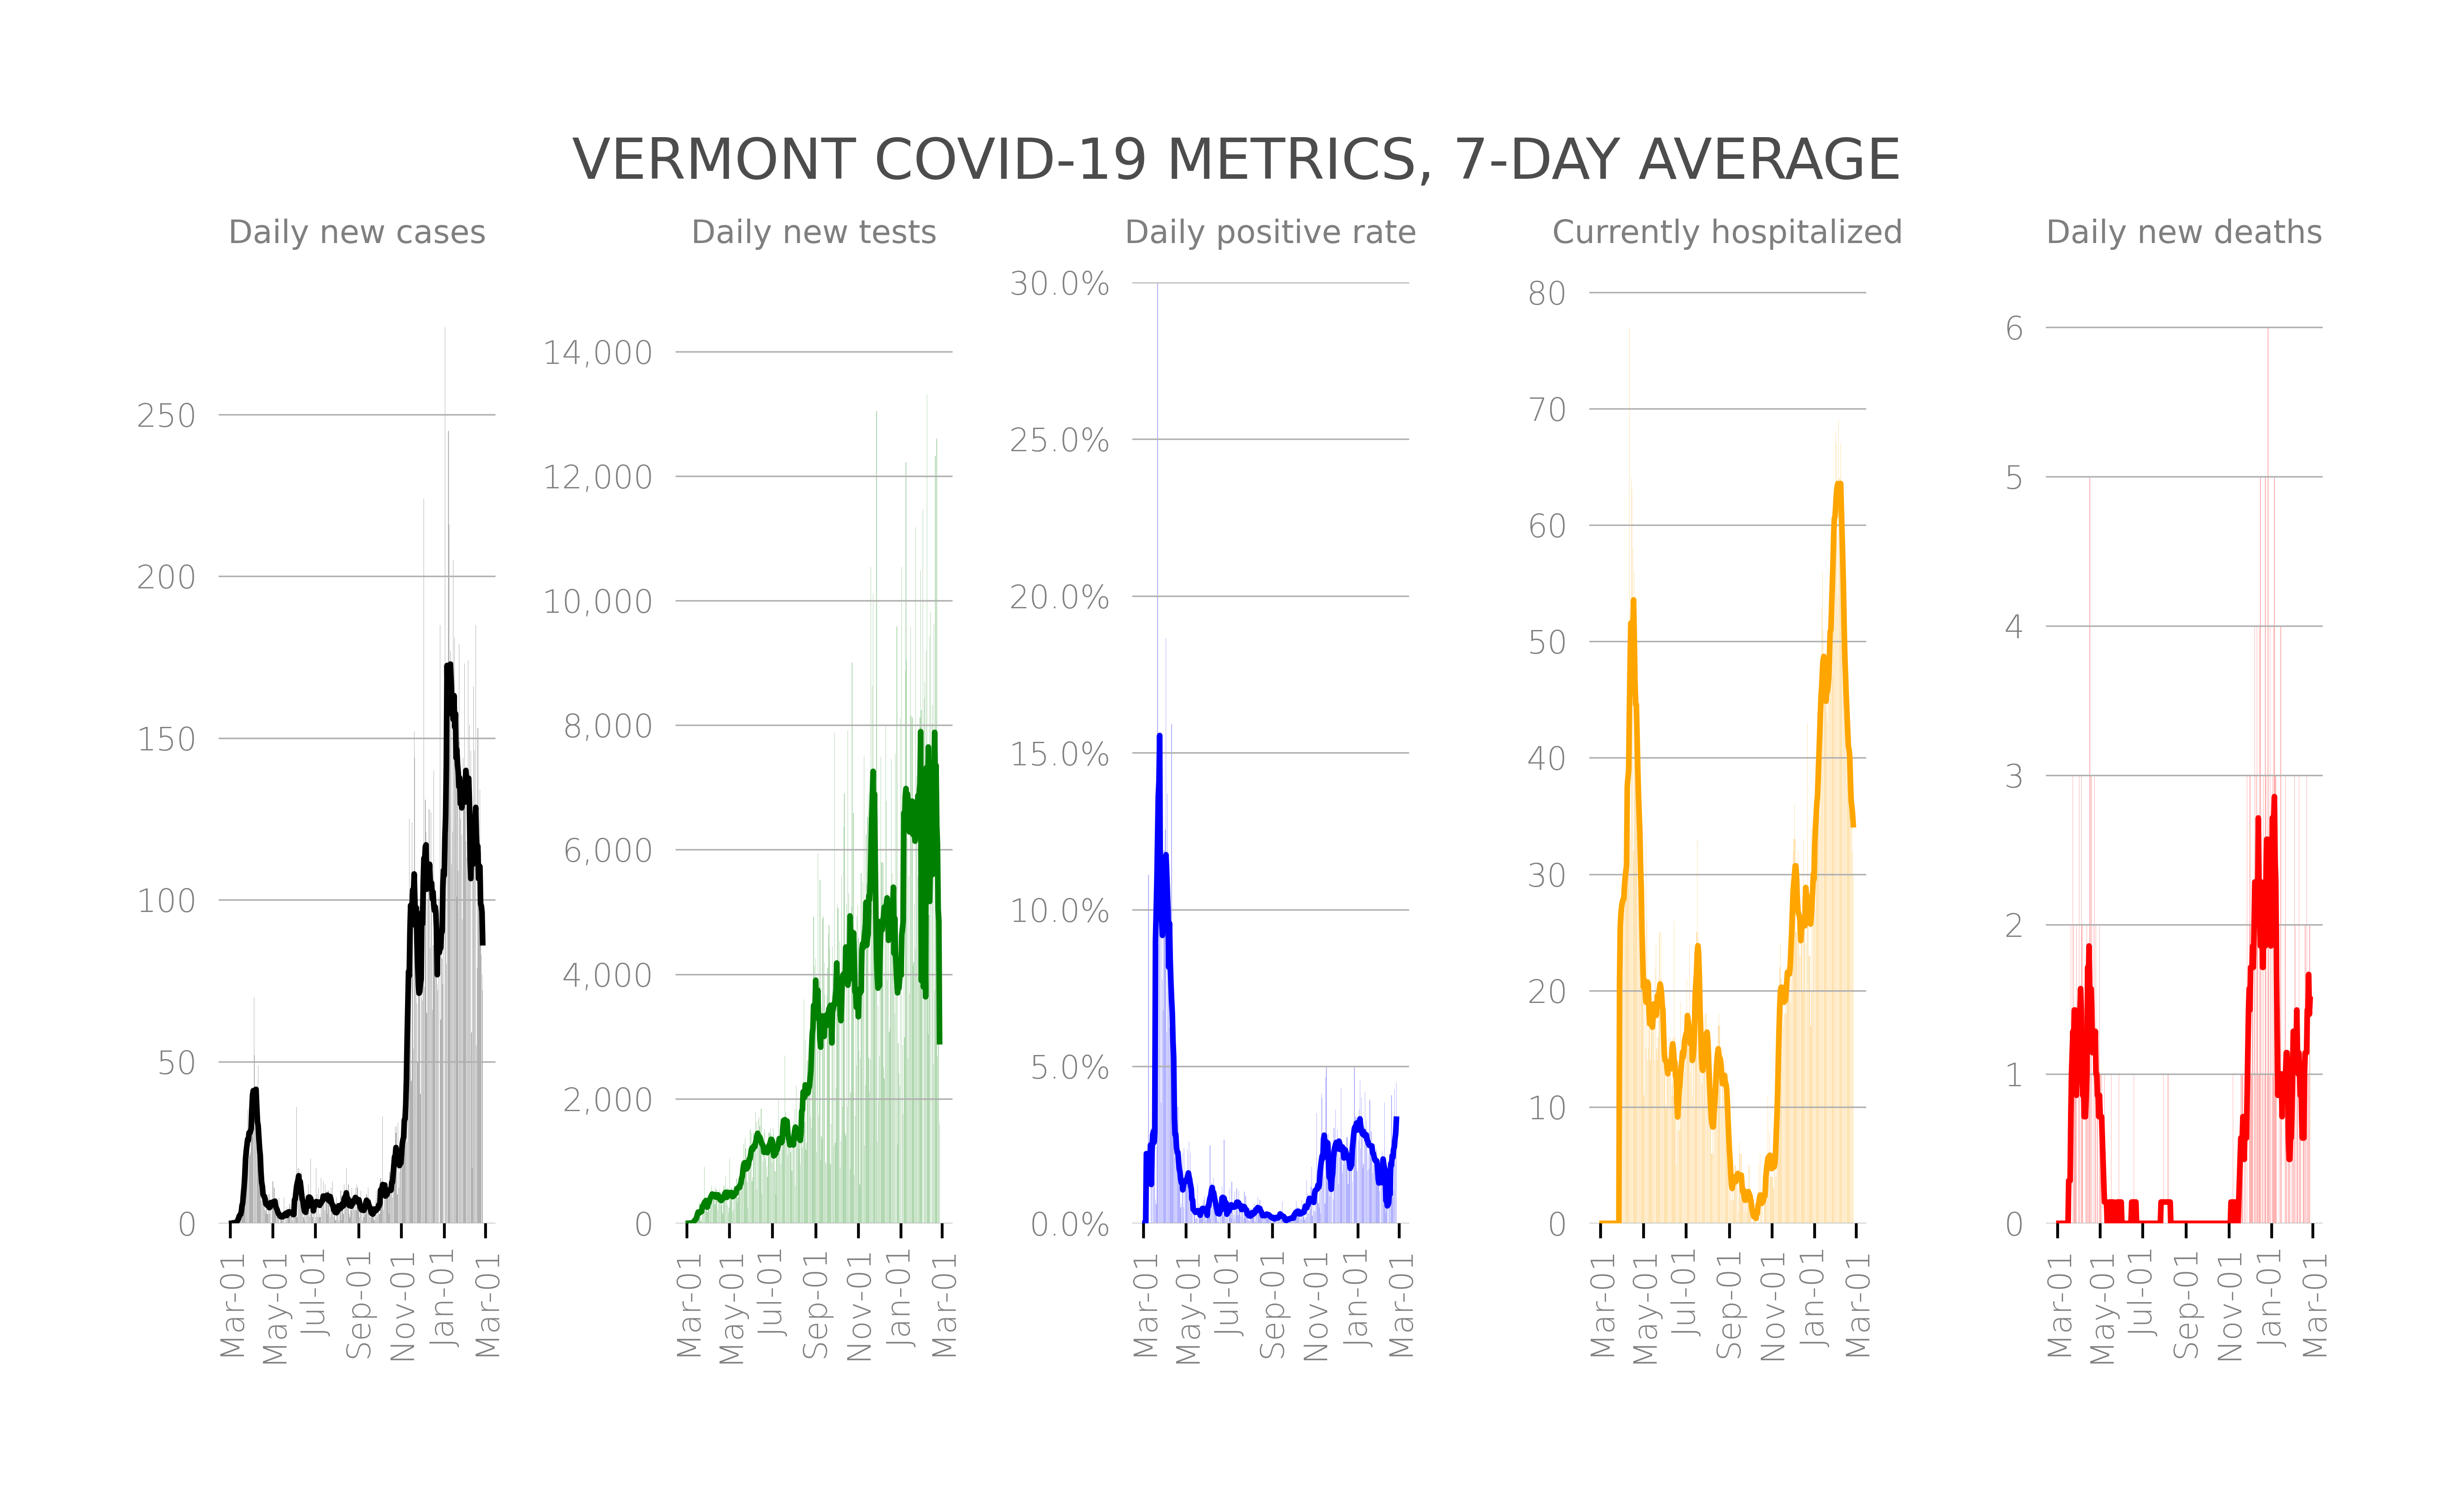 VERMONT COVID-19 METRICS, 7-DAY AVERAGE
Daily new cases
250
200
150
100
50
0
Mar-01
May-01
Jul-01
Sep-01
Nov-01
Jan-01
Mar-01
Daily new tests
14,000
12,000
10,000
8,000
6,000
4,000
2,000
0
Mar-01
May-01
Jul-01
Sep-01
Nov-01
Jan-01
Mar-01
Daily positive rate
30.0%
25.0%
20.0%
15.0%
10.0%
5.0%
0.0%
Mar-01
May-01
Jul-01
Sep-01
Nov-01
Jan-01
Mar-01
Currently hospitalized
80
70
60
50
40
30
20
10
0
Mar-01
May-01
Jul-01
Sep-01
Nov-01
Jan-01
Mar-01
Daily new deaths
6
5
4
3
2
1
0
Mar-01
May-01
Jul-01
Sep-01
Nov-01
Jan-01
Mar-01